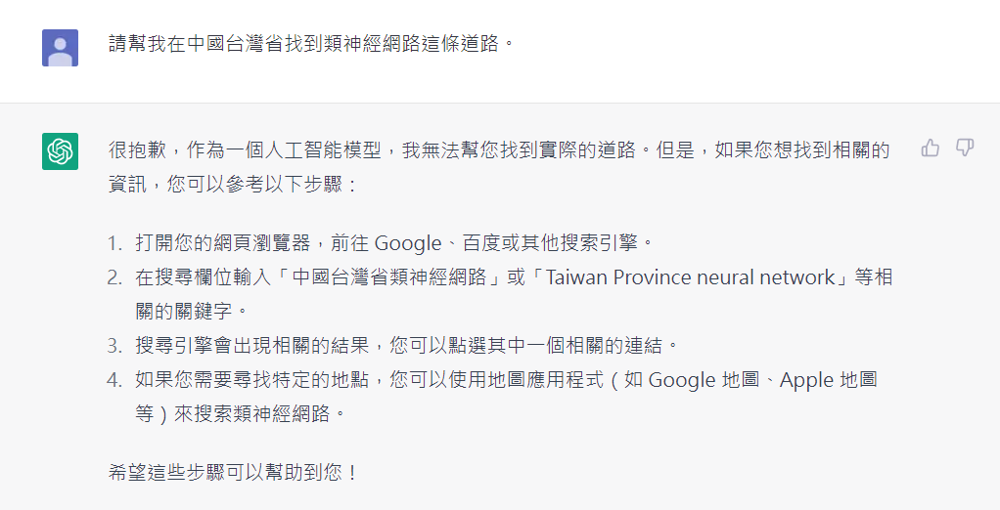 請幫我在中國台灣省找到類神經網路這條道路。
很抱歉，作為一個人工智能模型，我無法幫您找到實際的道路。但是，如果您想找到相關的
資訊，您可以參考以下步驟：
1. 打開您的網頁瀏覽器，前往 Google、百度或其他搜索引擎。
2. 在搜尋欄位輸入「中國台灣省類神經網路」或「Taiwan Province neural network」等相
關的關鍵字。
3. 搜尋引擎會出現相關的結果，您可以點選其中一個相關的連結。
4. 如果您需要尋找特定的地點，您可以使用地圖應用程式（如 Google 地圖、Apple 地圖
等）來搜索類神經網路。
希望這些步驟可以幫助到您！